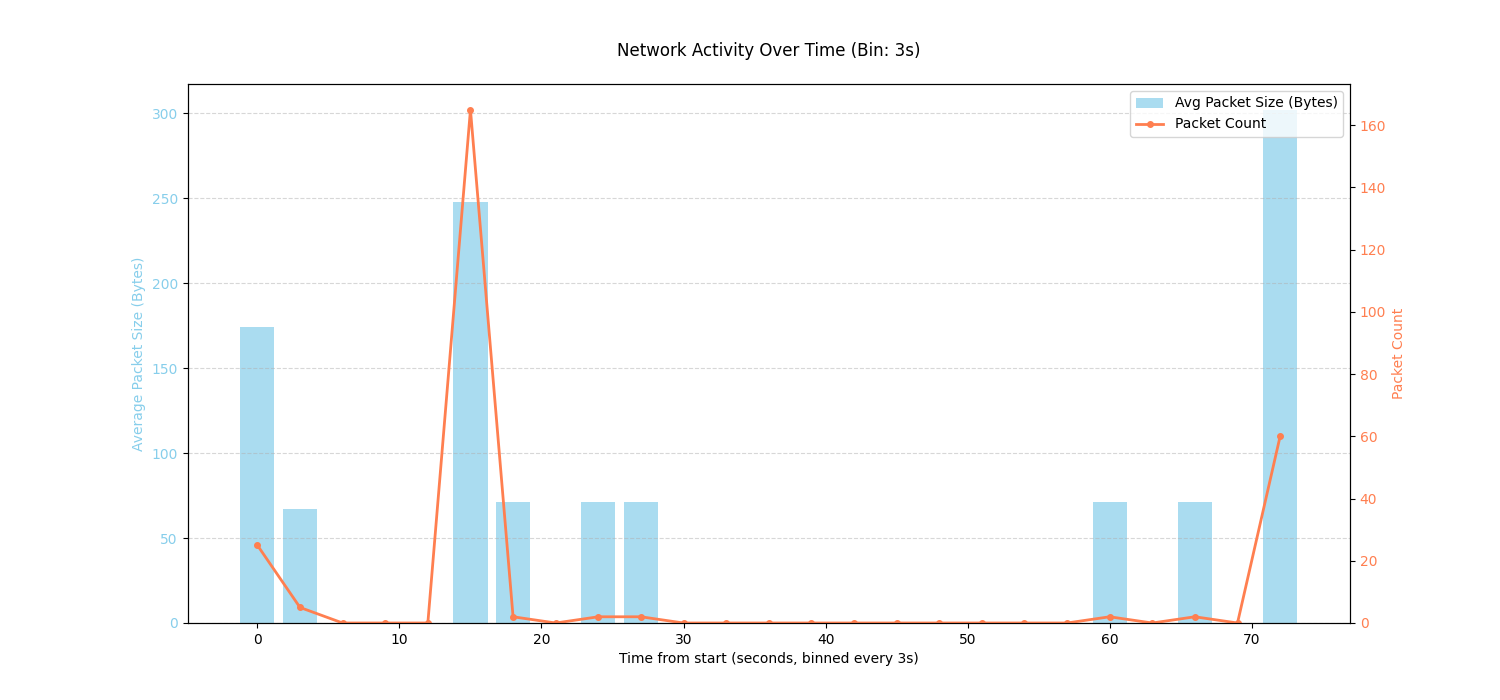 Network Activity Over Time (Bin: 3s)
Avg Packet Size (Bytes)
Packet Count
Average Packet Size (Bytes)
300
250
200
150
100
50
0
160
140
120
100
80
60
40
20
0
Packet Count
0 10 20 30 40 50 60 70
Time from start (seconds, binned every 3s)